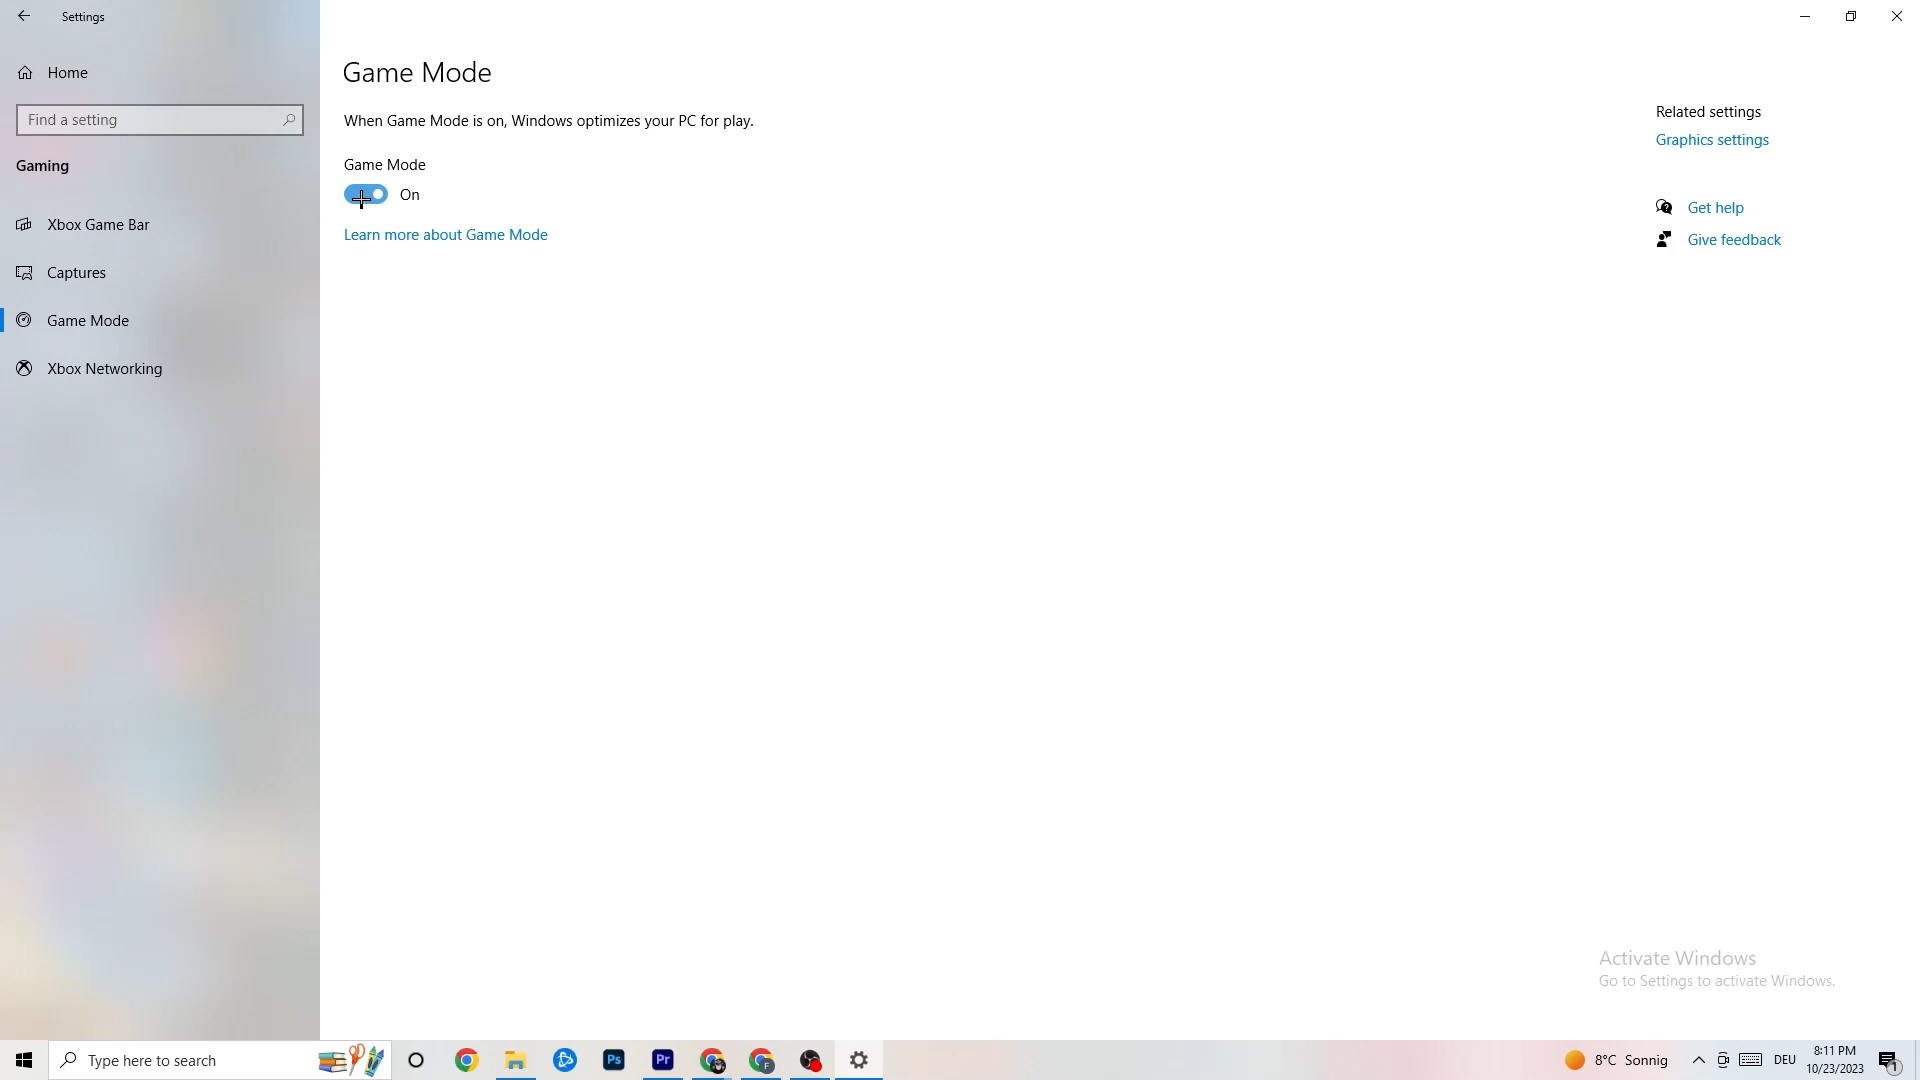 Settings
Home
Find a setting
Gaming
Xbox Game Bar
Captures
Game Mode
Xbox Networking
Game Mode
When Game Mode is on, Windows optimizes your PC for play.
Game Mode
On
Learn more about Game Mode
Related settings
Graphics settings
Get help
Give feedback
Activate Windows
Go to Settings to activate Windows.
Type here to search
Ps
Pr
F
8°C Sonnig
DEU
8:11 PM
10/23/2023
1